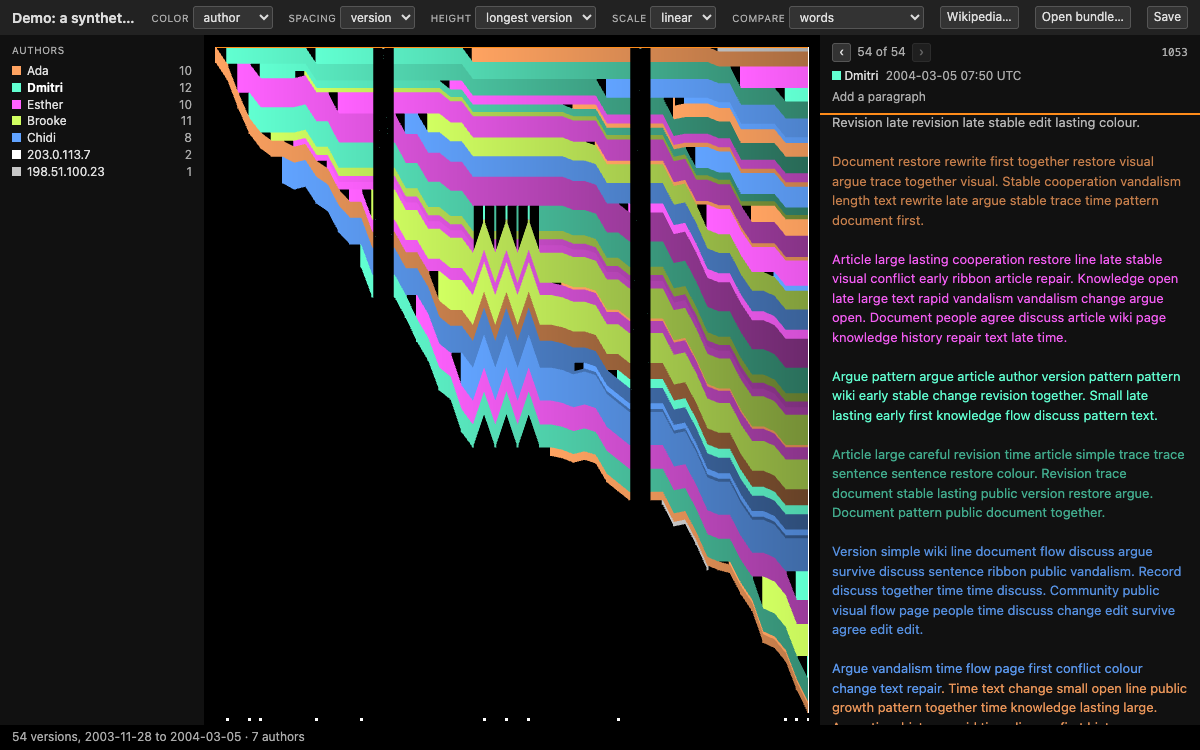 Demo: a synthet... COLOR author SPACING version HEIGHT longest version SCALE linear COMPARE words Wikipedia... Open bundle... Save
AUTHORS
Ada 10
Dmitri 12
Esther 10
Brooke 11
Chidi 8
203.0.113.7 2
198.51.100.23 1
‹ 54 of 54 › 1053
Dmitri 2004-03-05 07:50 UTC
Add a paragraph
Revision late revision late stable edit lasting colour.
Document restore rewrite first together restore visual
argue trace together visual. Stable cooperation vandalism
length text rewrite late argue stable trace time pattern
document first.
Article large lasting cooperation restore line late stable
visual conflict early ribbon article repair. Knowledge open
late large text rapid vandalism vandalism change argue
open. Document people agree discuss article wiki page
knowledge history repair text late time.
Argue pattern argue article author version pattern pattern
wiki early stable change revision together. Small late
lasting early first knowledge flow discuss pattern text.
Article large careful revision time article simple trace trace
sentence sentence restore colour. Revision trace
document stable lasting public version restore argue.
Document pattern public document together.
Version simple wiki line document flow discuss argue
survive discuss sentence ribbon public vandalism. Record
discuss together time time discuss. Community public
visual flow page people time discuss change edit survive
agree edit edit.
Argue vandalism time flow page first conflict colour
change text repair. Time text change small open line public
growth pattern together time knowledge lasting large.
54 versions, 2003-11-28 to 2004-03-05 · 7 authors